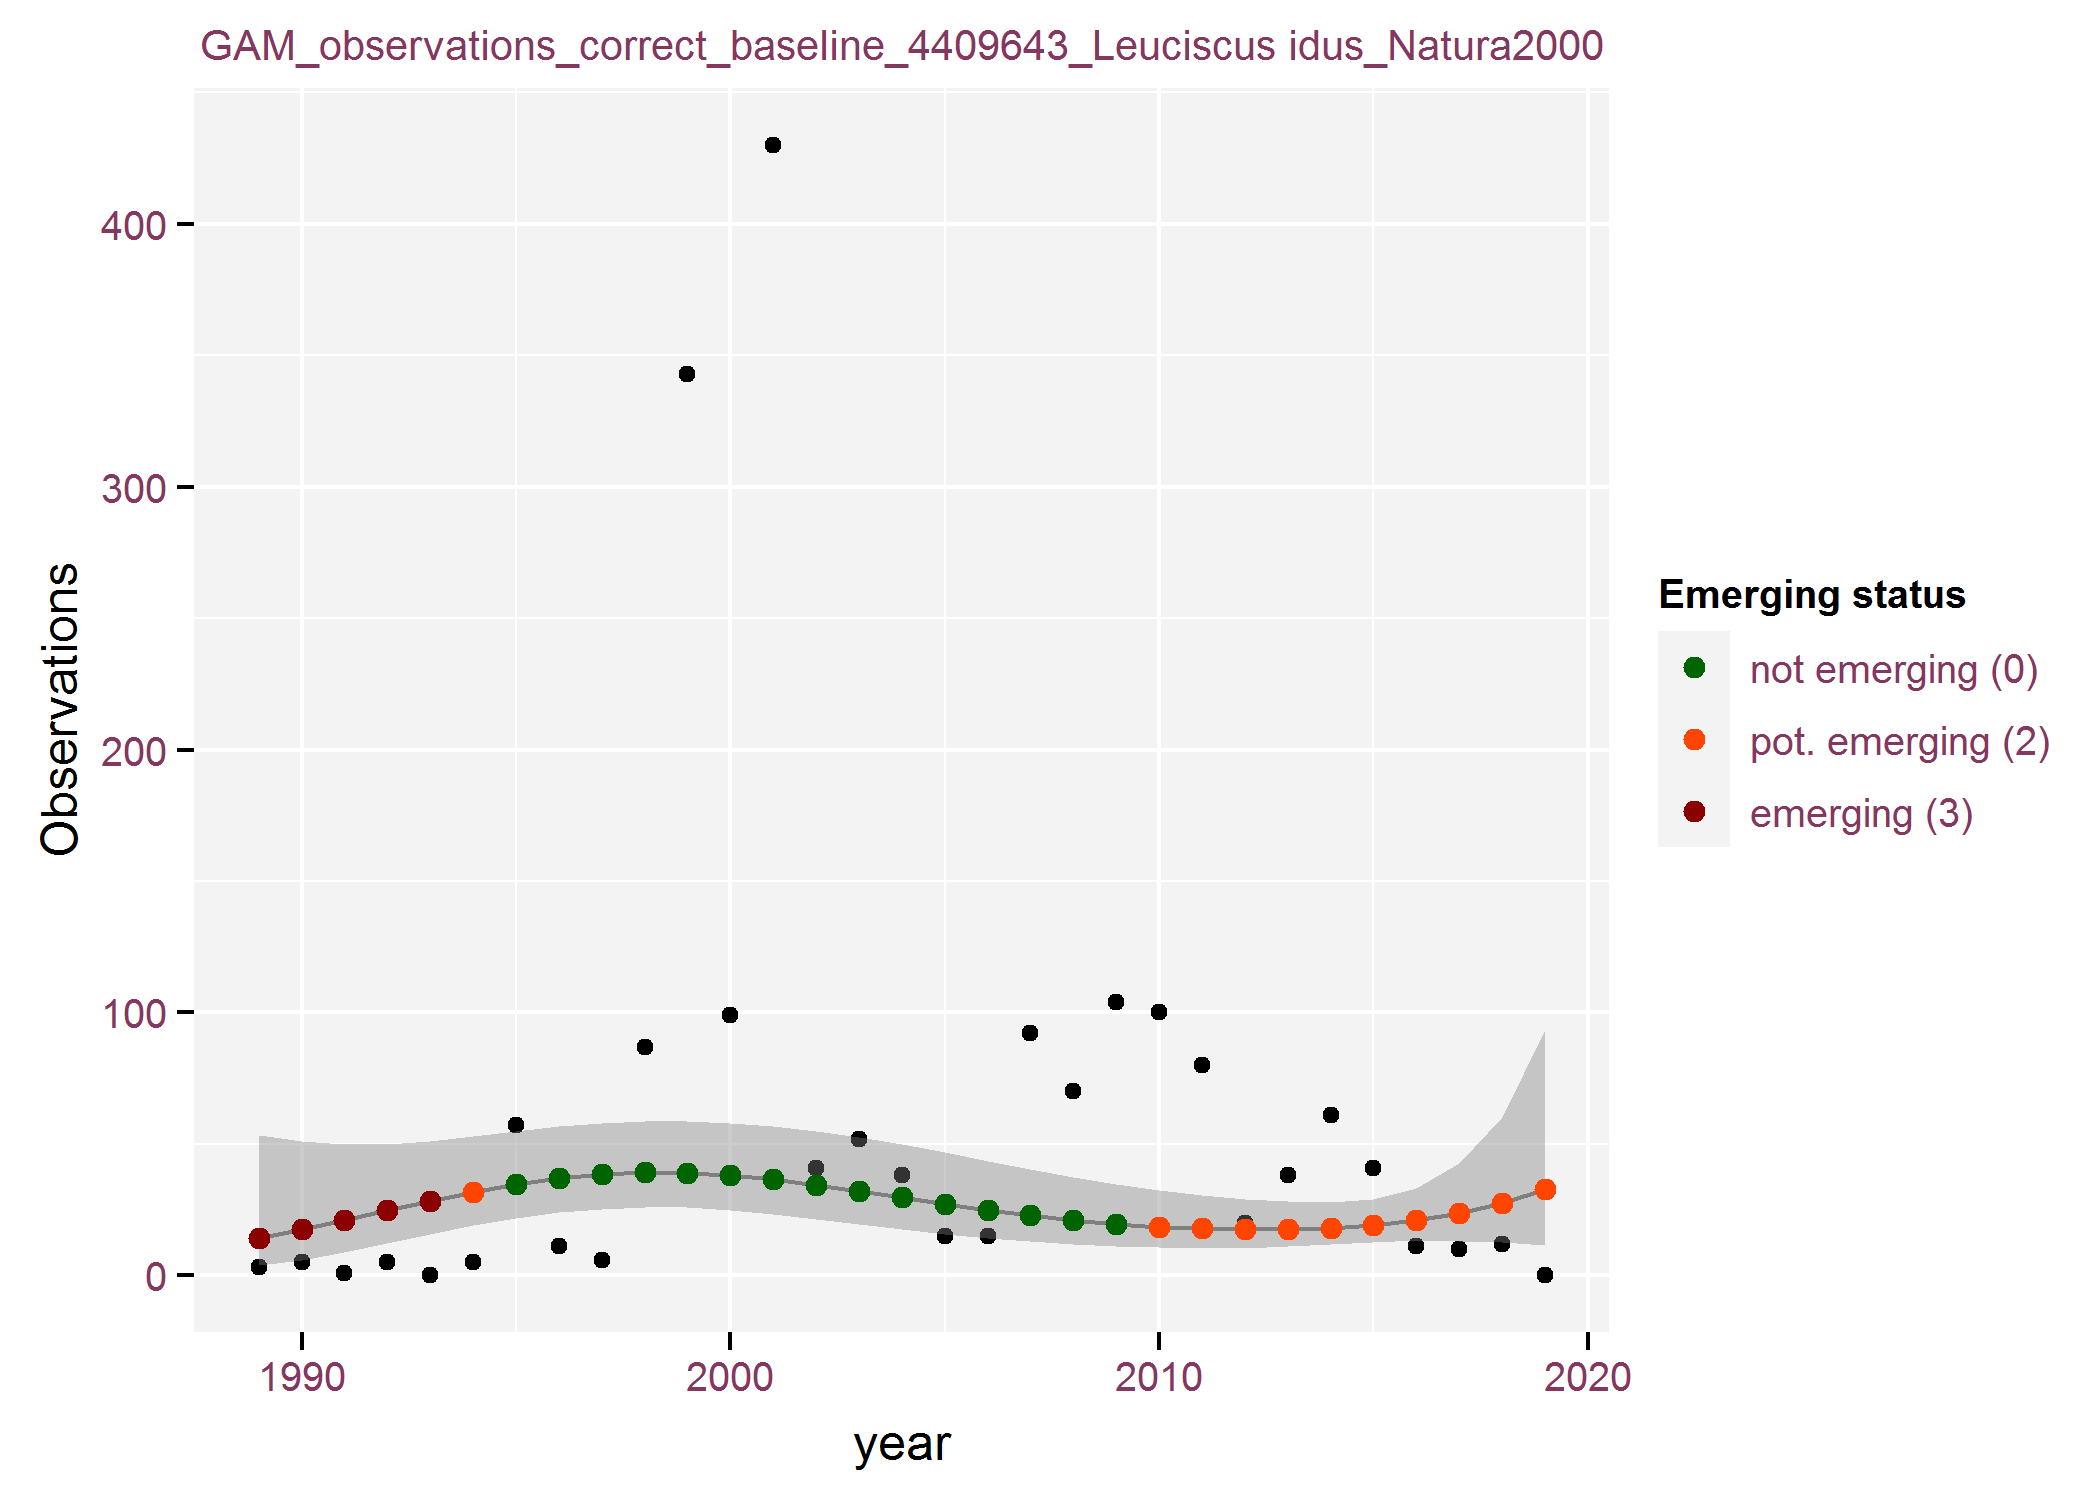 GAM_observations_correct_baseline_4409643_Leuciscus idus_Natura2000
Observations
400
300
200
100
0
1990
2000
2010
2020
year
Emerging status
not emerging (0)
pot. emerging (2)
emerging (3)